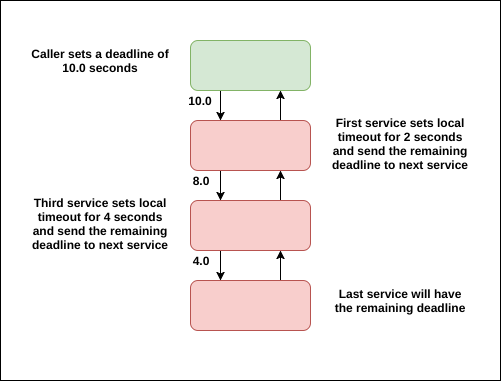 Caller sets a deadline of
10.0 seconds
10.0
First service sets local
timeout for 2 seconds
and send the remaining
deadline to next service
8.0
Third service sets local
timeout for 4 seconds
and send the remaining
deadline to next service
4.0
Last service will have
the remaining deadline